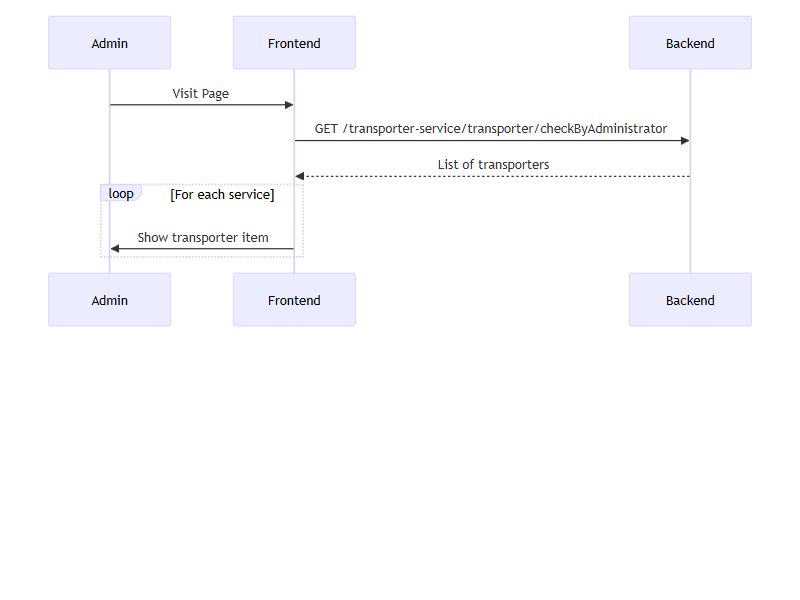 Admin
Frontend
Backend
Visit Page
GET /transporter-service/transporter/checkByAdministrator
List of transporters
loop
[For each service]
Show transporter item
Admin
Frontend
Backend